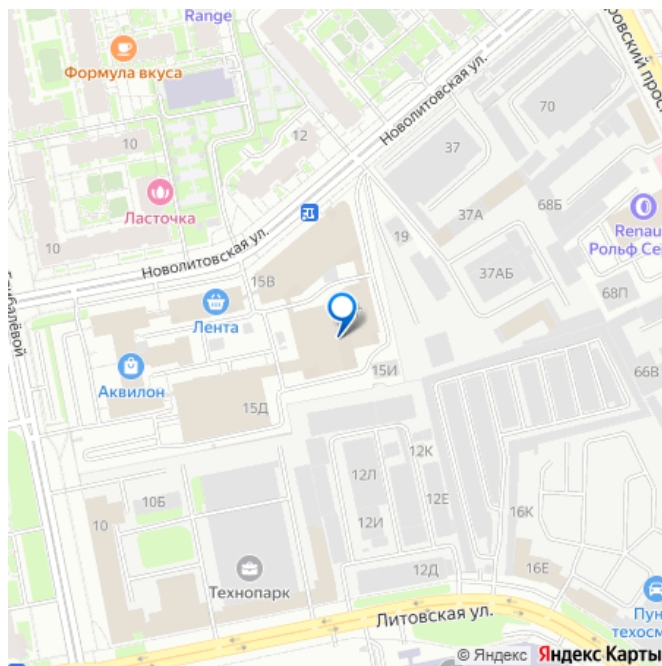 Range
Формула вкуса
Новолитовская ул.
70
12
10
37
Ласточка
68Б
37А
10
19
Renau
Рольф Се
Новолитовская ул.
15В
37АБ
68П
Лента
Аквилон
15И
66В
15Д
12К
12Л
10Б
12Е
10
12И
16К
Технопарк
12Д
16Е
Пун
техосм
Литовская ул.
© Яндекс Яндекс Карты